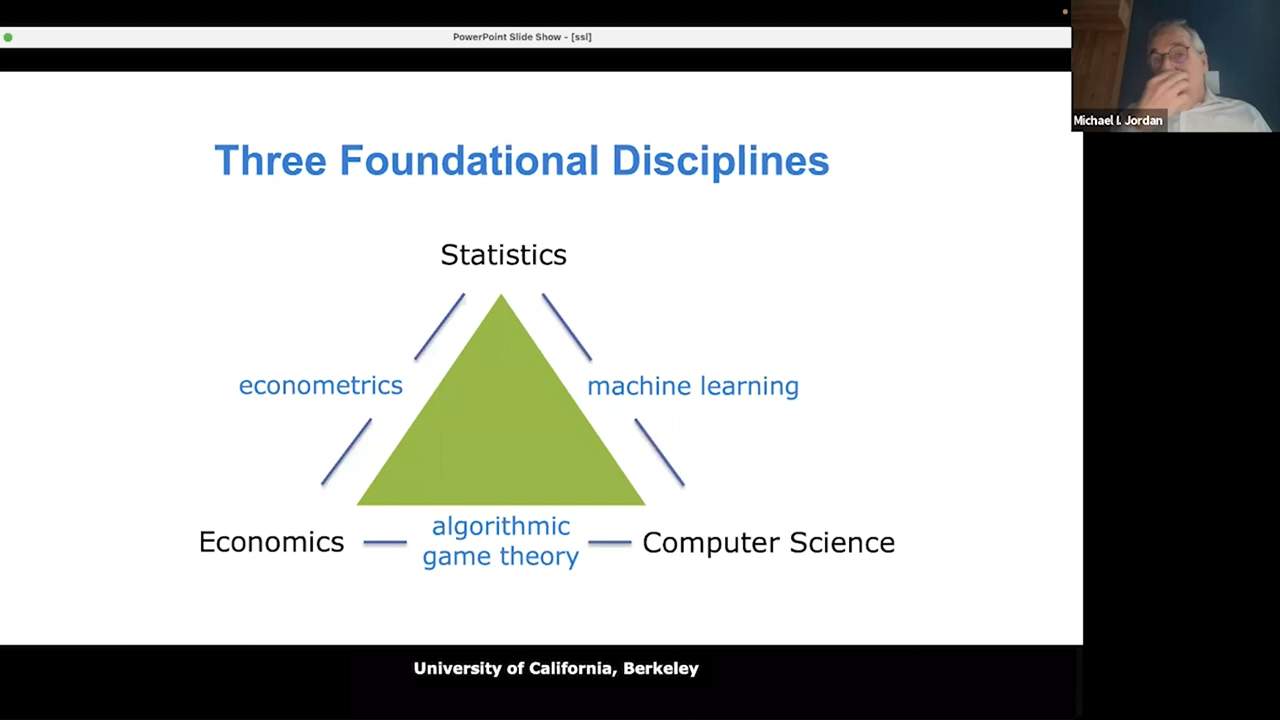 PowerPoint Slide Show - [ssl]
Michael I. Jordan
Three Foundational Disciplines
Statistics
econometrics
machine learning
Economics
algorithmic
game theory
Computer Science
University of California, Berkeley